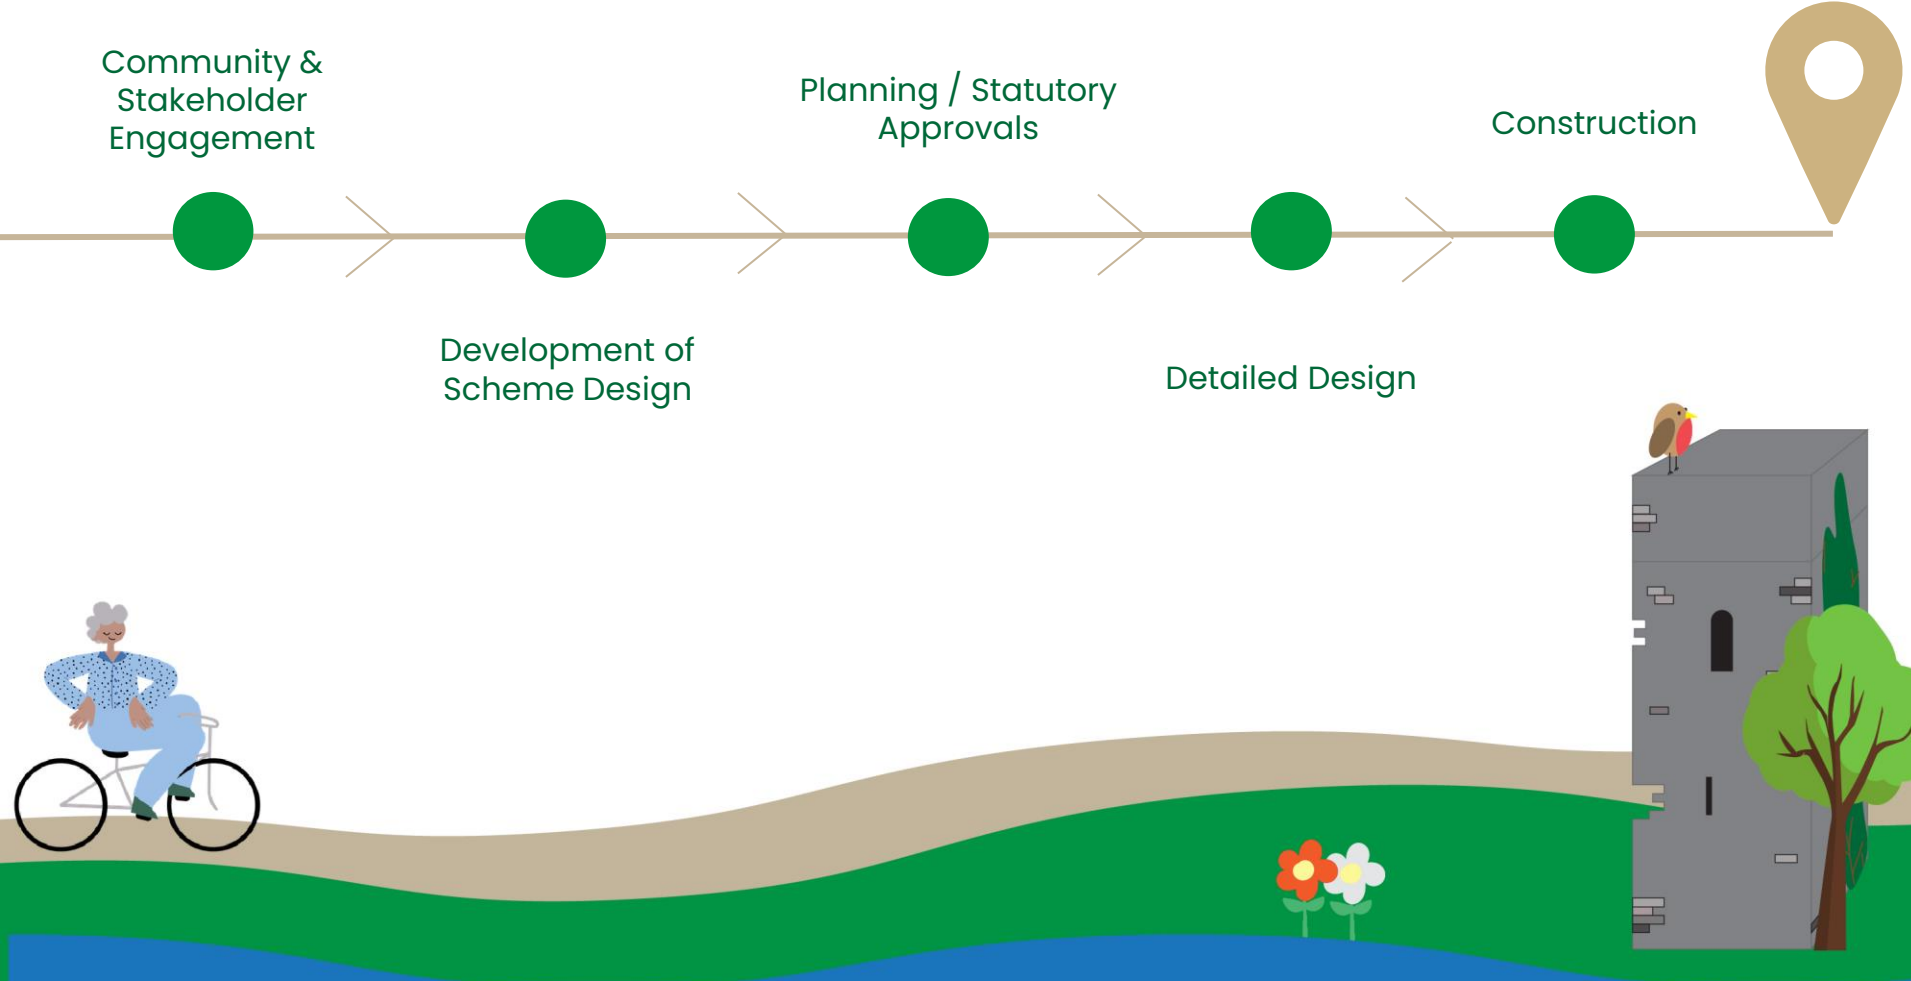 Community &
Stakeholder
Engagement
Development of
Scheme Design
Planning / Statutory
Approvals
Detailed Design
Construction